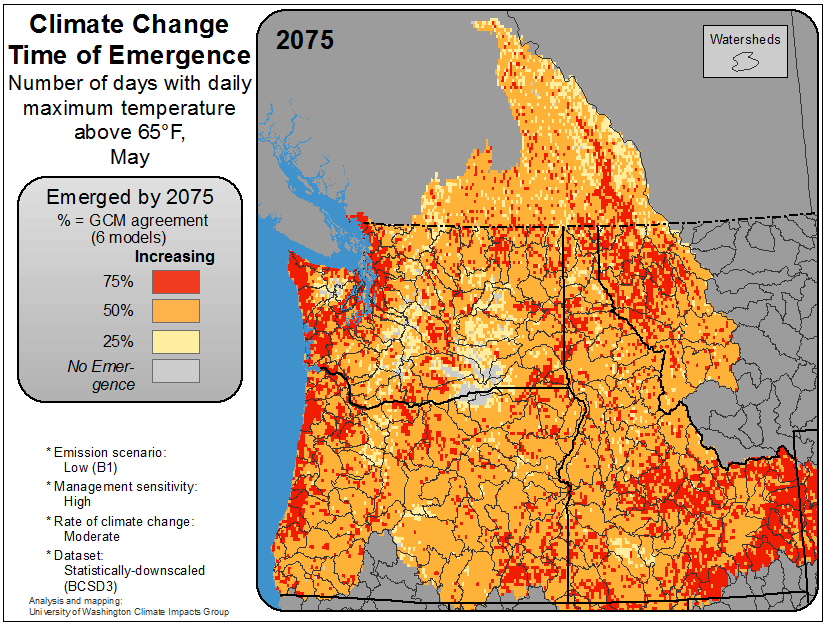 Climate Change
Time of Emergence
Number of days with daily
maximum temperature
above 65°F,
May
Emerged by 2075
% = GCM agreement
(6 models)
Increasing
75%
50%
25%
No Emer-
gence
* Emission scenario:
Low (B1)
* Management sensitivity:
High
* Rate of climate change:
Moderate
* Dataset:
Statistically-downscaled
(BCSD3)
Analysis and mapping:
University of Washington Climate Impacts Group
2075
Watersheds